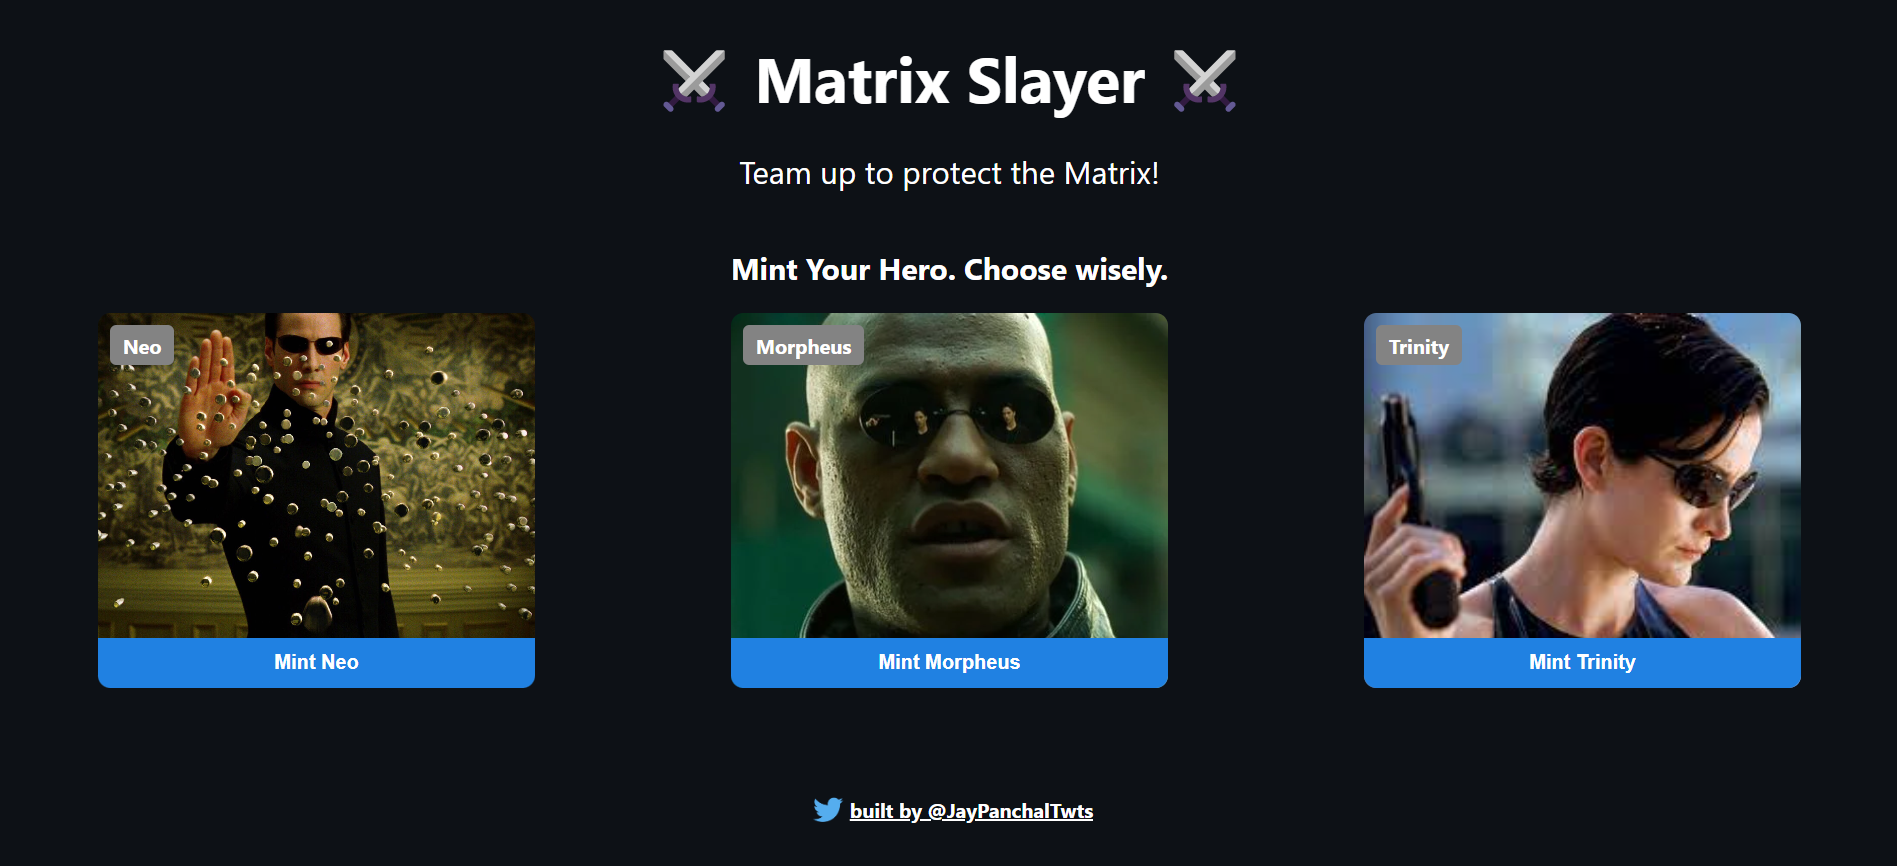 ⚔️ Matrix Slayer ⚔️
Team up to protect the Matrix!
Mint Your Hero. Choose wisely.
Neo
Morpheus
Trinity
Mint Neo
Mint Morpheus
Mint Trinity
built by @JayPanchalTwts